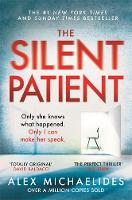 THE #1 NEW YORK TIMES
AND SUNDAY TIMES BESTSELLER
THE
SILENT
PATIENT
Only she knows
what happened.
Only I can
make her speak.
'TOTALLY ORIGINAL'
DAVID BALDACCI
'THE PERFECT THRILLER'
ALEX MICHAELIDES
OVER A MILLION COPIES SOLD